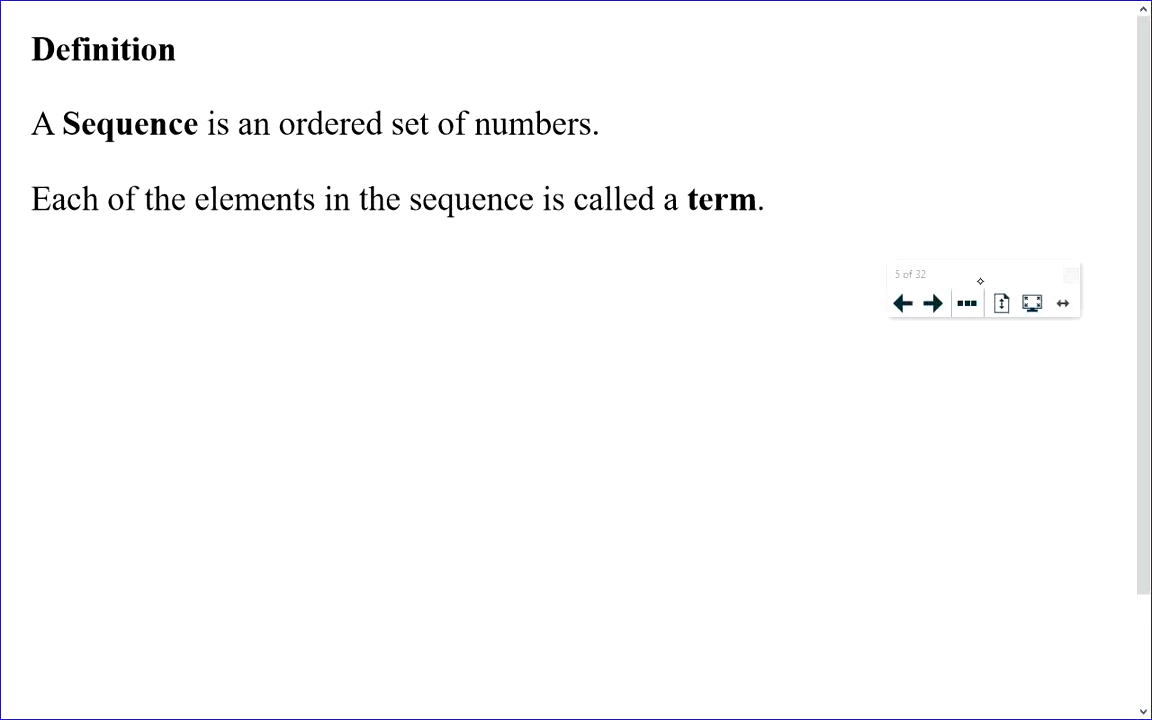 Definition
A Sequence is an ordered set of numbers.
Each of the elements in the sequence is called a term.
5 of 32